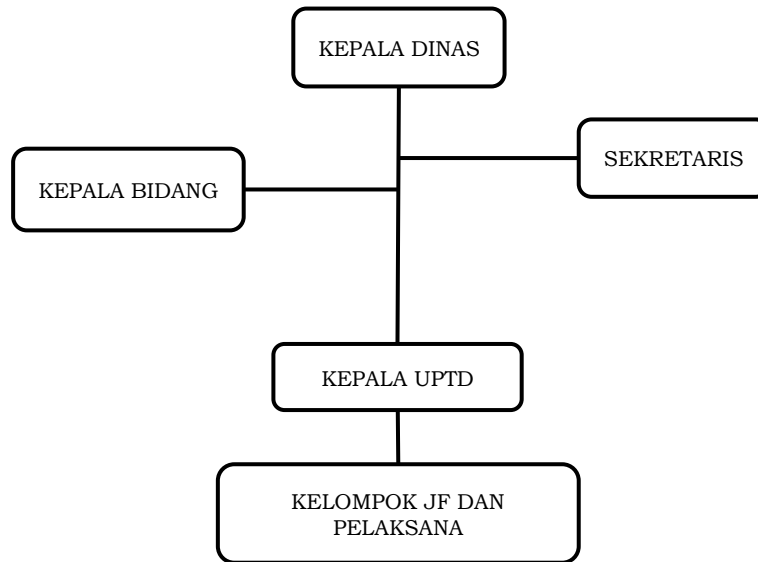 KEPALA DINAS
SEKRETARIS
KEPALA BIDANG
KEPALA UPTD
KELOMPOK JF DAN
PELAKSANA